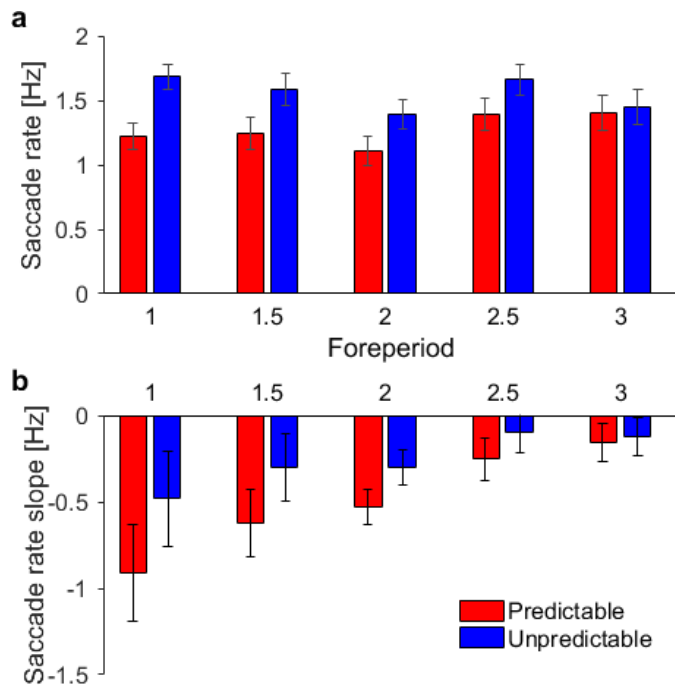 a
Saccade rate [Hz]
2
1.5
1
0.5
0
1 1.5 2 2.5 3
Foreperiod
b
Saccade rate slope [Hz]
1 1.5 2 2.5 3
0
-0.5
-1
-1.5
Predictable
Unpredictable